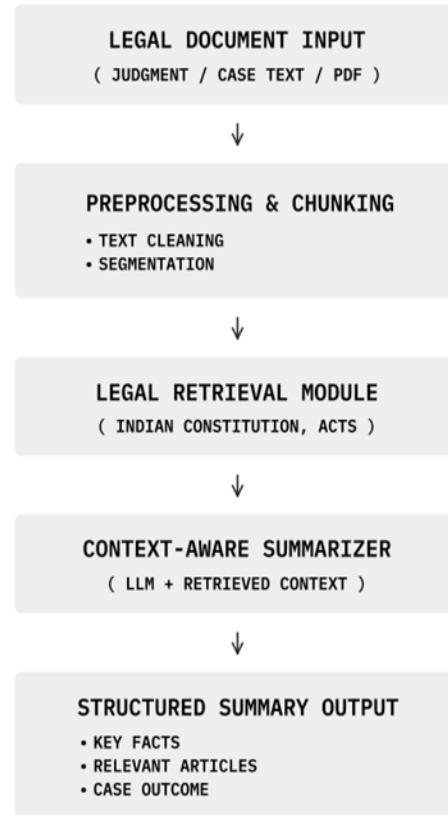 LEGAL DOCUMENT INPUT
( JUDGMENT / CASE TEXT / PDF )
↓
PREPROCESSING & CHUNKING
• TEXT CLEANING
• SEGMENTATION
↓
LEGAL RETRIEVAL MODULE
( INDIAN CONSTITUTION, ACTS )
↓
CONTEXT-AWARE SUMMARIZER
( LLM + RETRIEVED CONTEXT )
↓
STRUCTURED SUMMARY OUTPUT
• KEY FACTS
• RELEVANT ARTICLES
• CASE OUTCOME